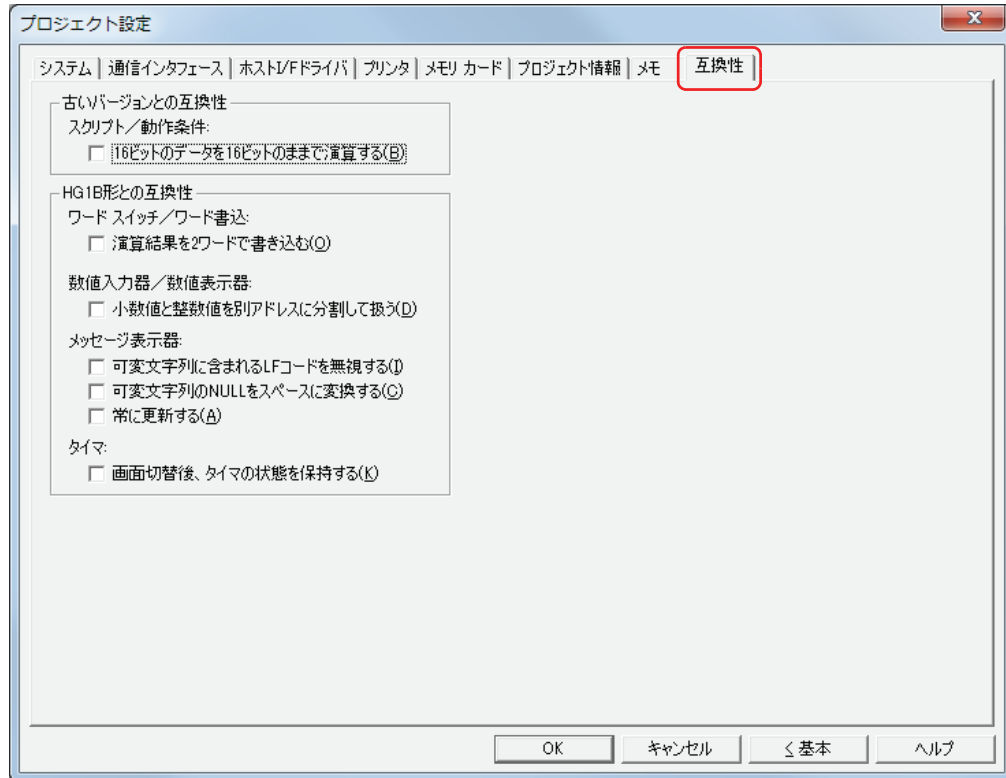 プロジェクト設定
システム 通信インタフェース ホストI/Fドライバ プリンタ メモリ カード プロジェクト情報 メモ 互換性
古いバージョンとの互換性
スクリプト／動作条件:
16ビットのデータを16ビットのままで演算する(B)
HG1B形との互換性
ワード スイッチ／ワード書込:
演算結果を2ワードで書き込む(O)
数値入力器／数値表示器:
小数値と整数値を別アドレスに分割して扱う(D)
メッセージ表示器:
可変文字列に含まれるLFコードを無視する(I)
可変文字列のNULLをスペースに変換する(C)
常に更新する(A)
タイマ:
画面切替後、タイマの状態を保持する(K)
OK キャンセル <基本 ヘルプ